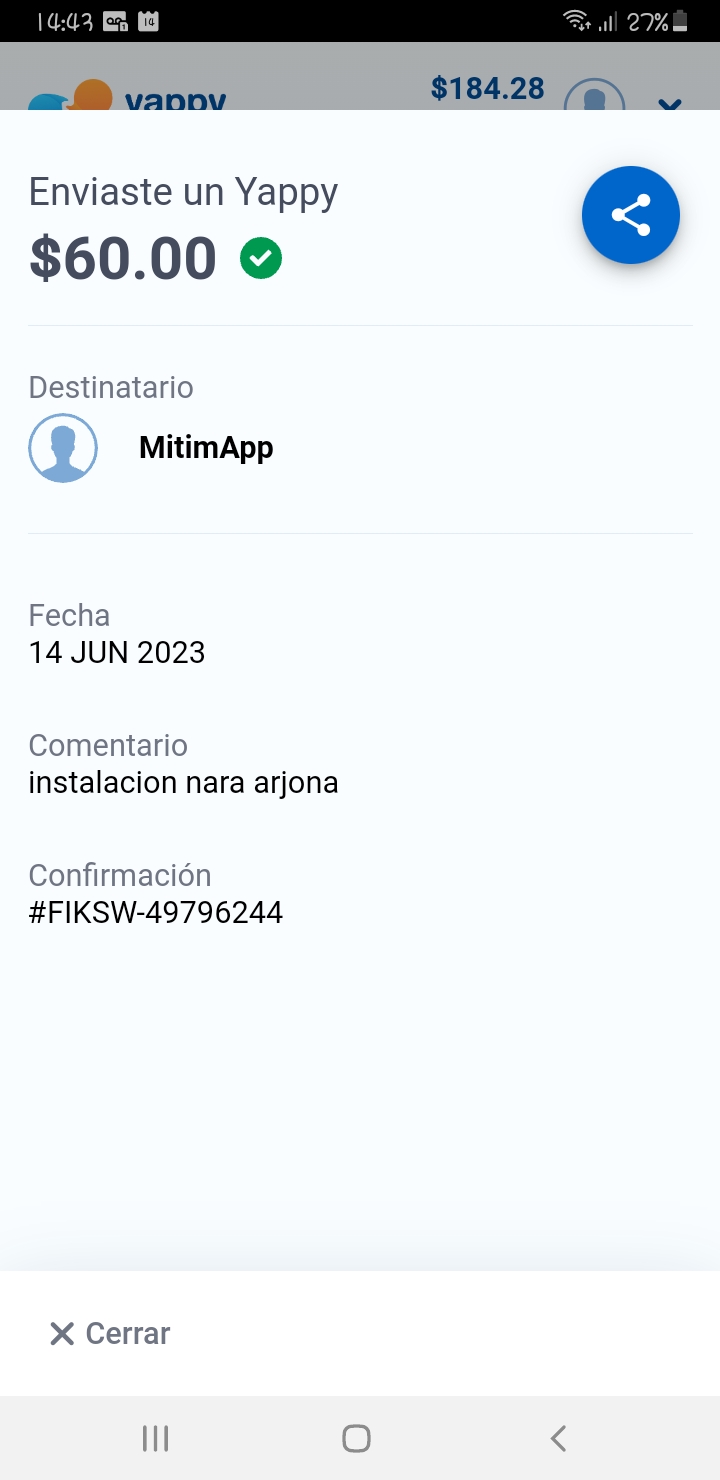 14:43
14
27%
yappy
$184.28
Enviaste un Yappy
$60.00
Destinatario
MitimApp
Fecha
14 JUN 2023
Comentario
instalacion nara arjona
Confirmación
#FIKSW-49796244
Cerrar